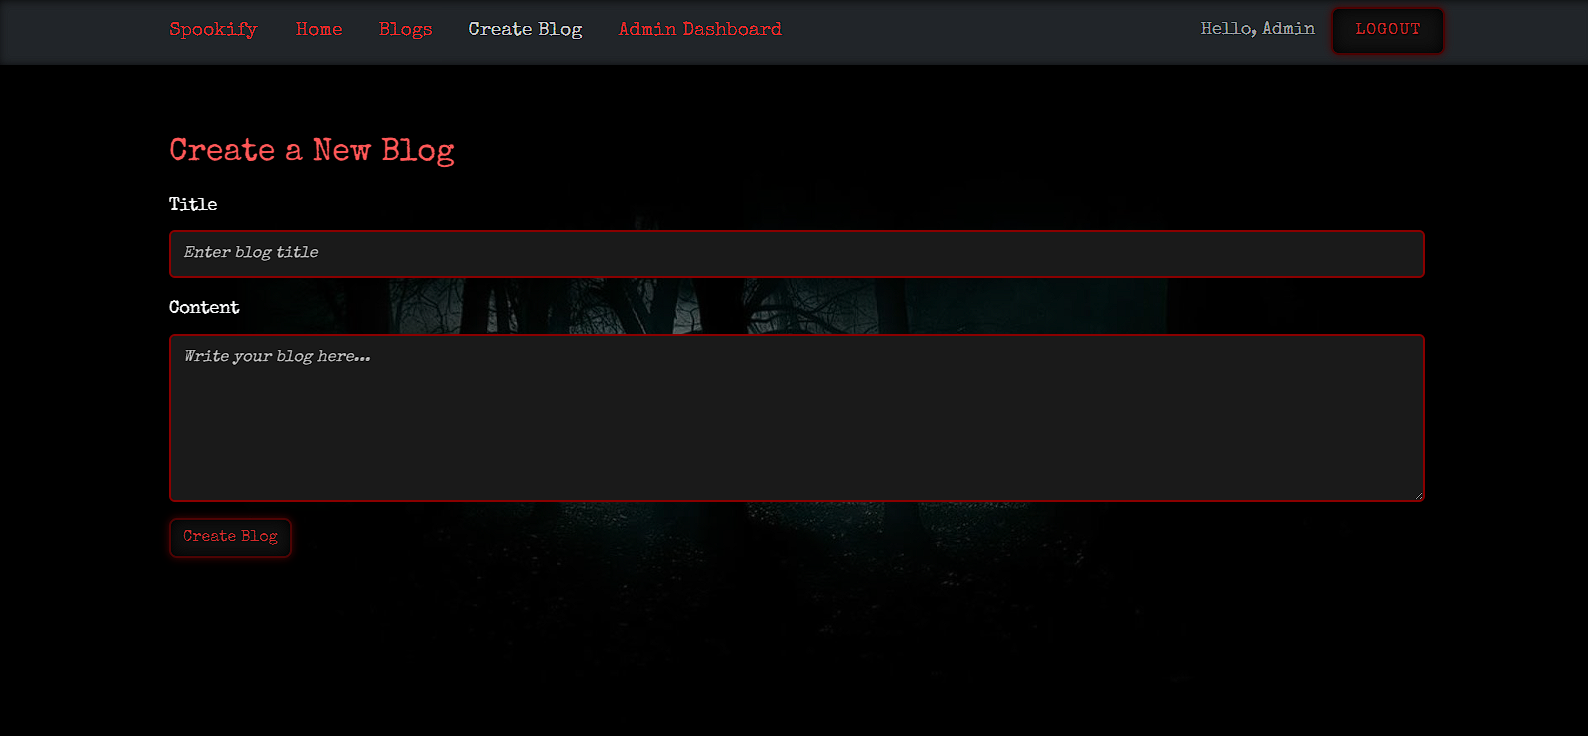 Spookify Home Blogs Create Blog Admin Dashboard Hello, Admin LOGOUT
Create a New Blog
Title
Enter blog title
Content
Write your blog here...
Create Blog